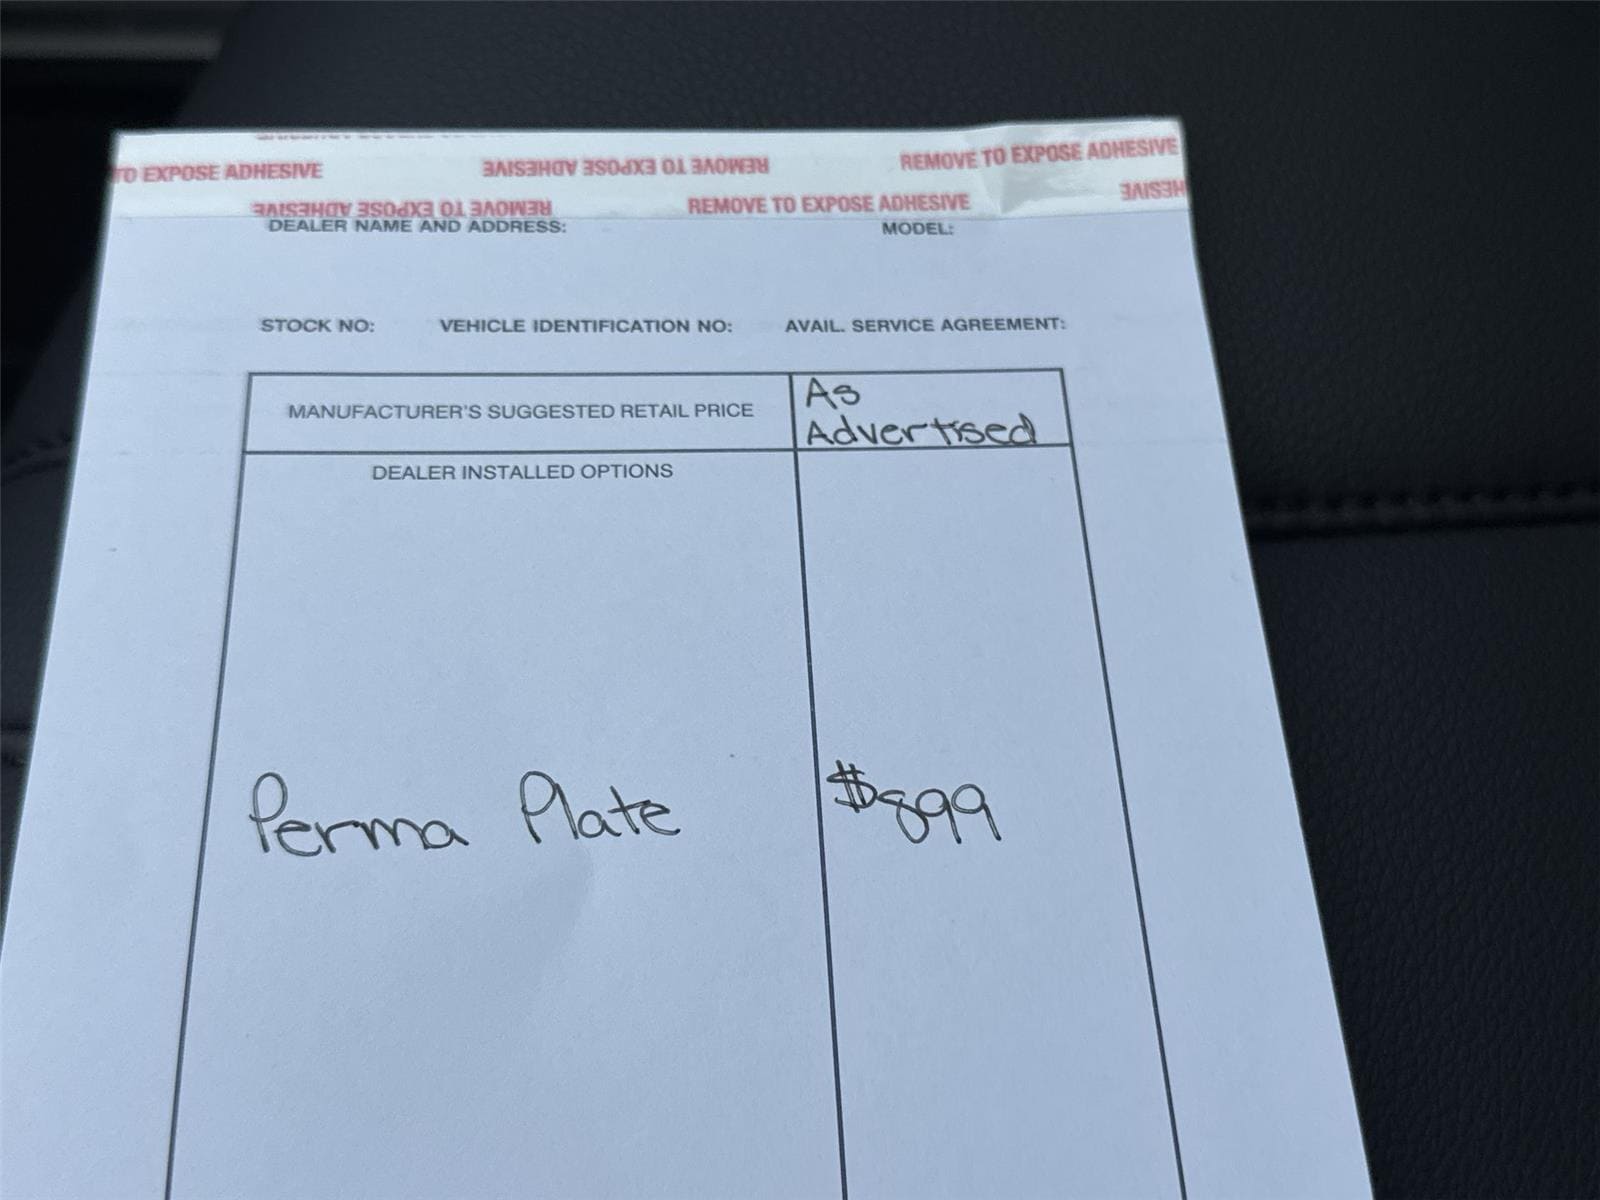 TO EXPOSE ADHESIVE REMOVE TO EXPOSE ADHESIVE REMOVE TO EXPOSE ADHESIVE
REMOVE TO EXPOSE ADHESIVE REMOVE TO EXPOSE ADHESIVE HESIVE
DEALER NAME AND ADDRESS: MODEL:
STOCK NO: VEHICLE IDENTIFICATION NO: AVAIL. SERVICE AGREEMENT:
MANUFACTURER'S SUGGESTED RETAIL PRICE As
Advertised
DEALER INSTALLED OPTIONS
Perma Plate $899